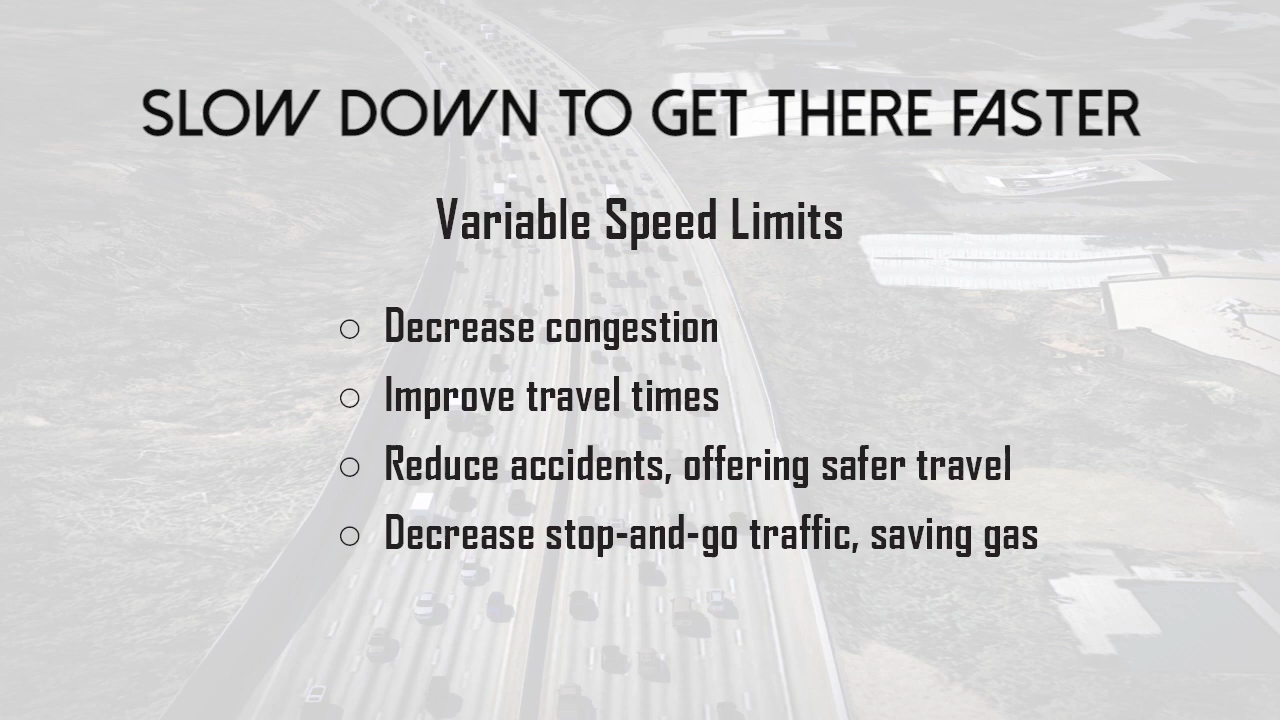 SLOW DOWN TO GET THERE FASTER
Variable Speed Limits
○ Decrease congestion
○ Improve travel times
○ Reduce accidents, offering safer travel
○ Decrease stop-and-go traffic, saving gas